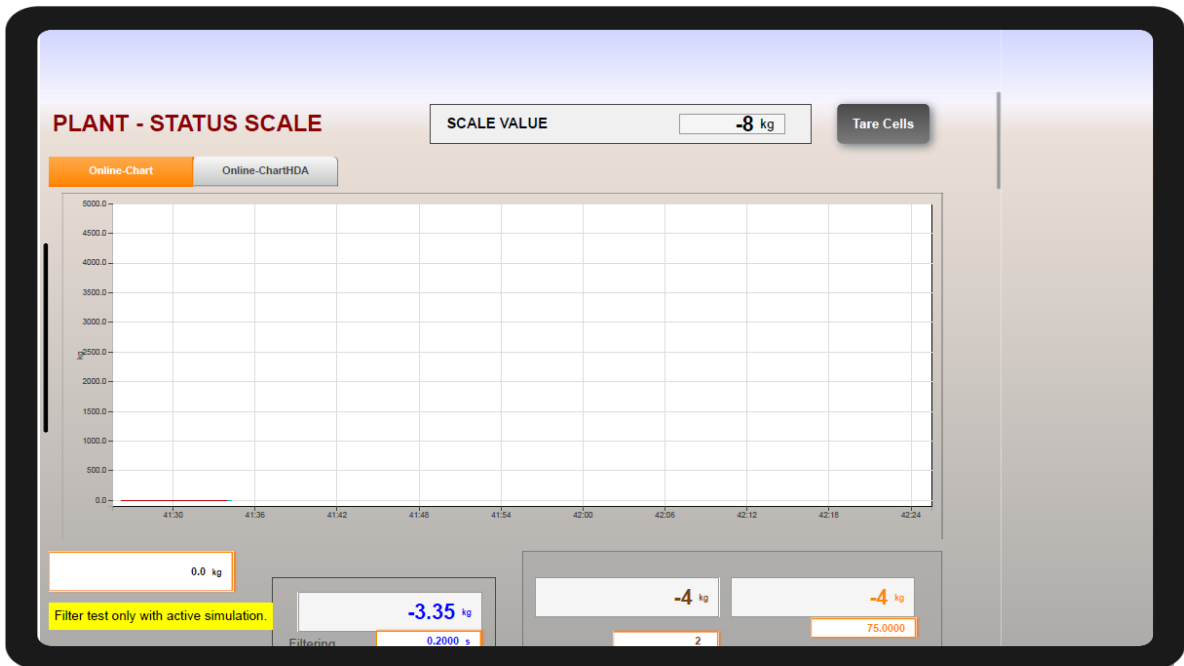 PLANT - STATUS SCALE
SCALE VALUE
-8 kg
Tare Cells
Online-Chart
Online-ChartHDA
5000.0
4500.0
4000.0
3500.0
3000.0
2500.0
2000.0
1500.0
1000.0
500.0
0.0
kg
41:30 41:36 41:42 41:48 41:54 42:00 42:06 42:12 42:18 42:24
0.0 kg
Filter test only with active simulation.
-3.35 kg
Filtering 0.2000 s
-4 kg
2
-4 kg
75.0000